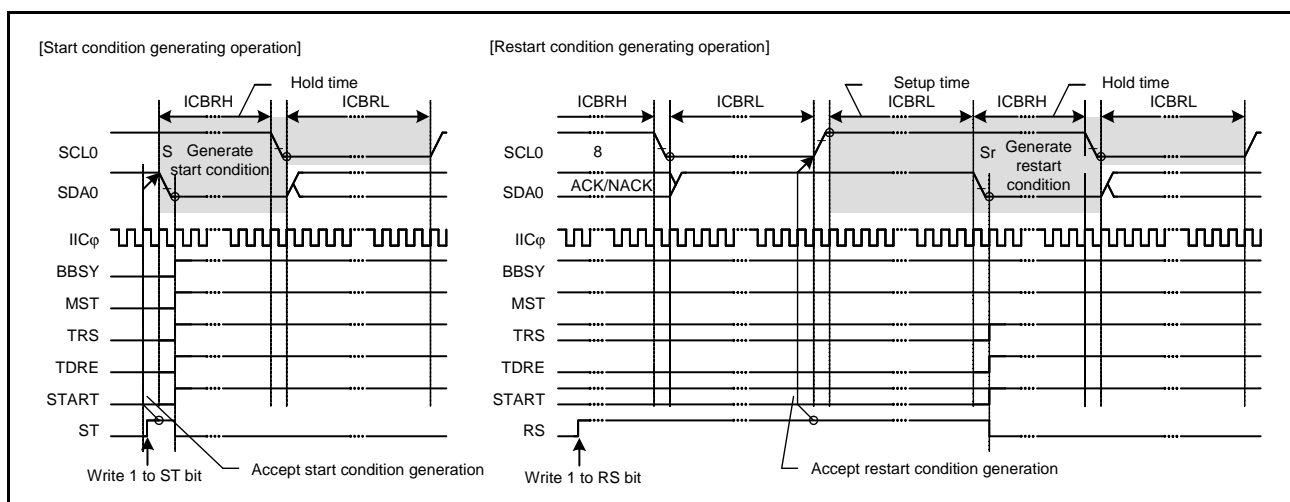 [Start condition generating operation]
[Restart condition generating operation]
Hold time
ICBRH
ICBRL
Setup time
Hold time
ICBRH
ICBRL
ICBRL
ICBRH
ICBRL
SCL0
S
Generate
start condition
SDA0
IICφ
BBSY
MST
TRS
TDRE
START
ST
Write 1 to ST bit
Accept start condition generation
SCL0
8
Sr
Generate
restart
condition
SDA0
ACK/NACK
IICφ
BBSY
MST
TRS
TDRE
START
RS
Write 1 to RS bit
Accept restart condition generation